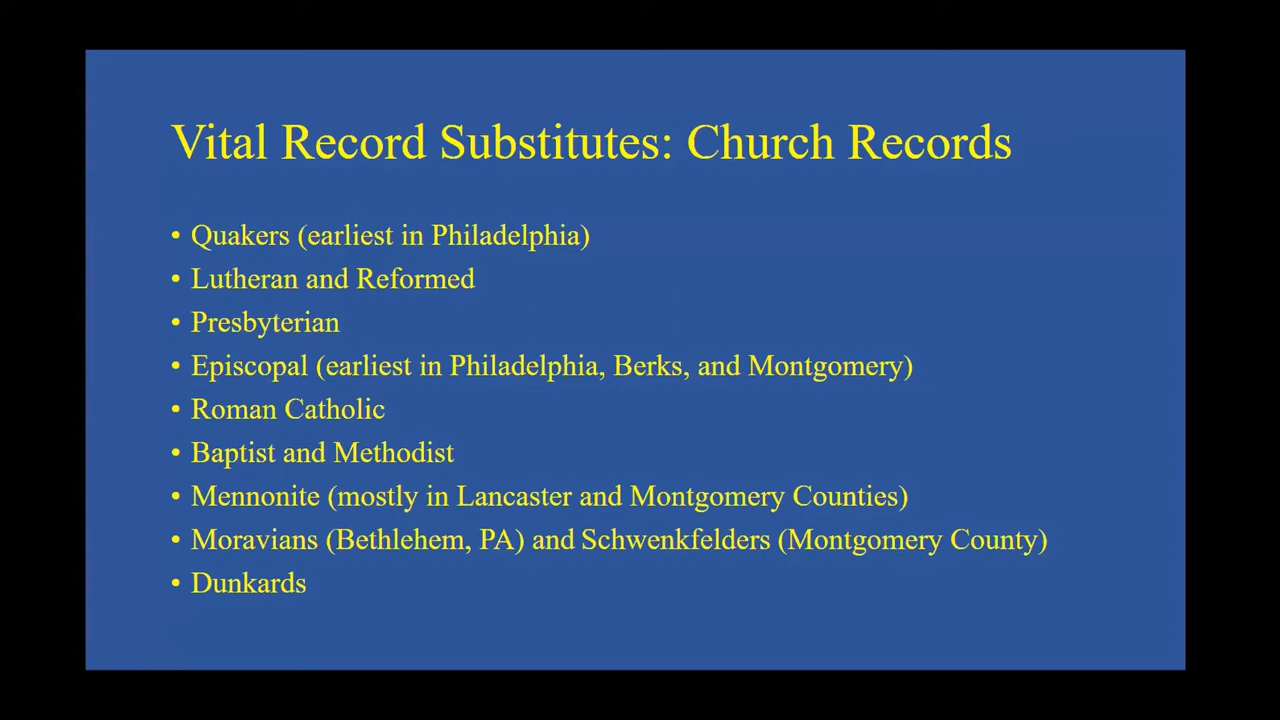 Vital Record Substitutes: Church Records
• Quakers (earliest in Philadelphia)
• Lutheran and Reformed
• Presbyterian
• Episcopal (earliest in Philadelphia, Berks, and Montgomery)
• Roman Catholic
• Baptist and Methodist
• Mennonite (mostly in Lancaster and Montgomery Counties)
• Moravians (Bethlehem, PA) and Schwenkfelders (Montgomery County)
• Dunkards